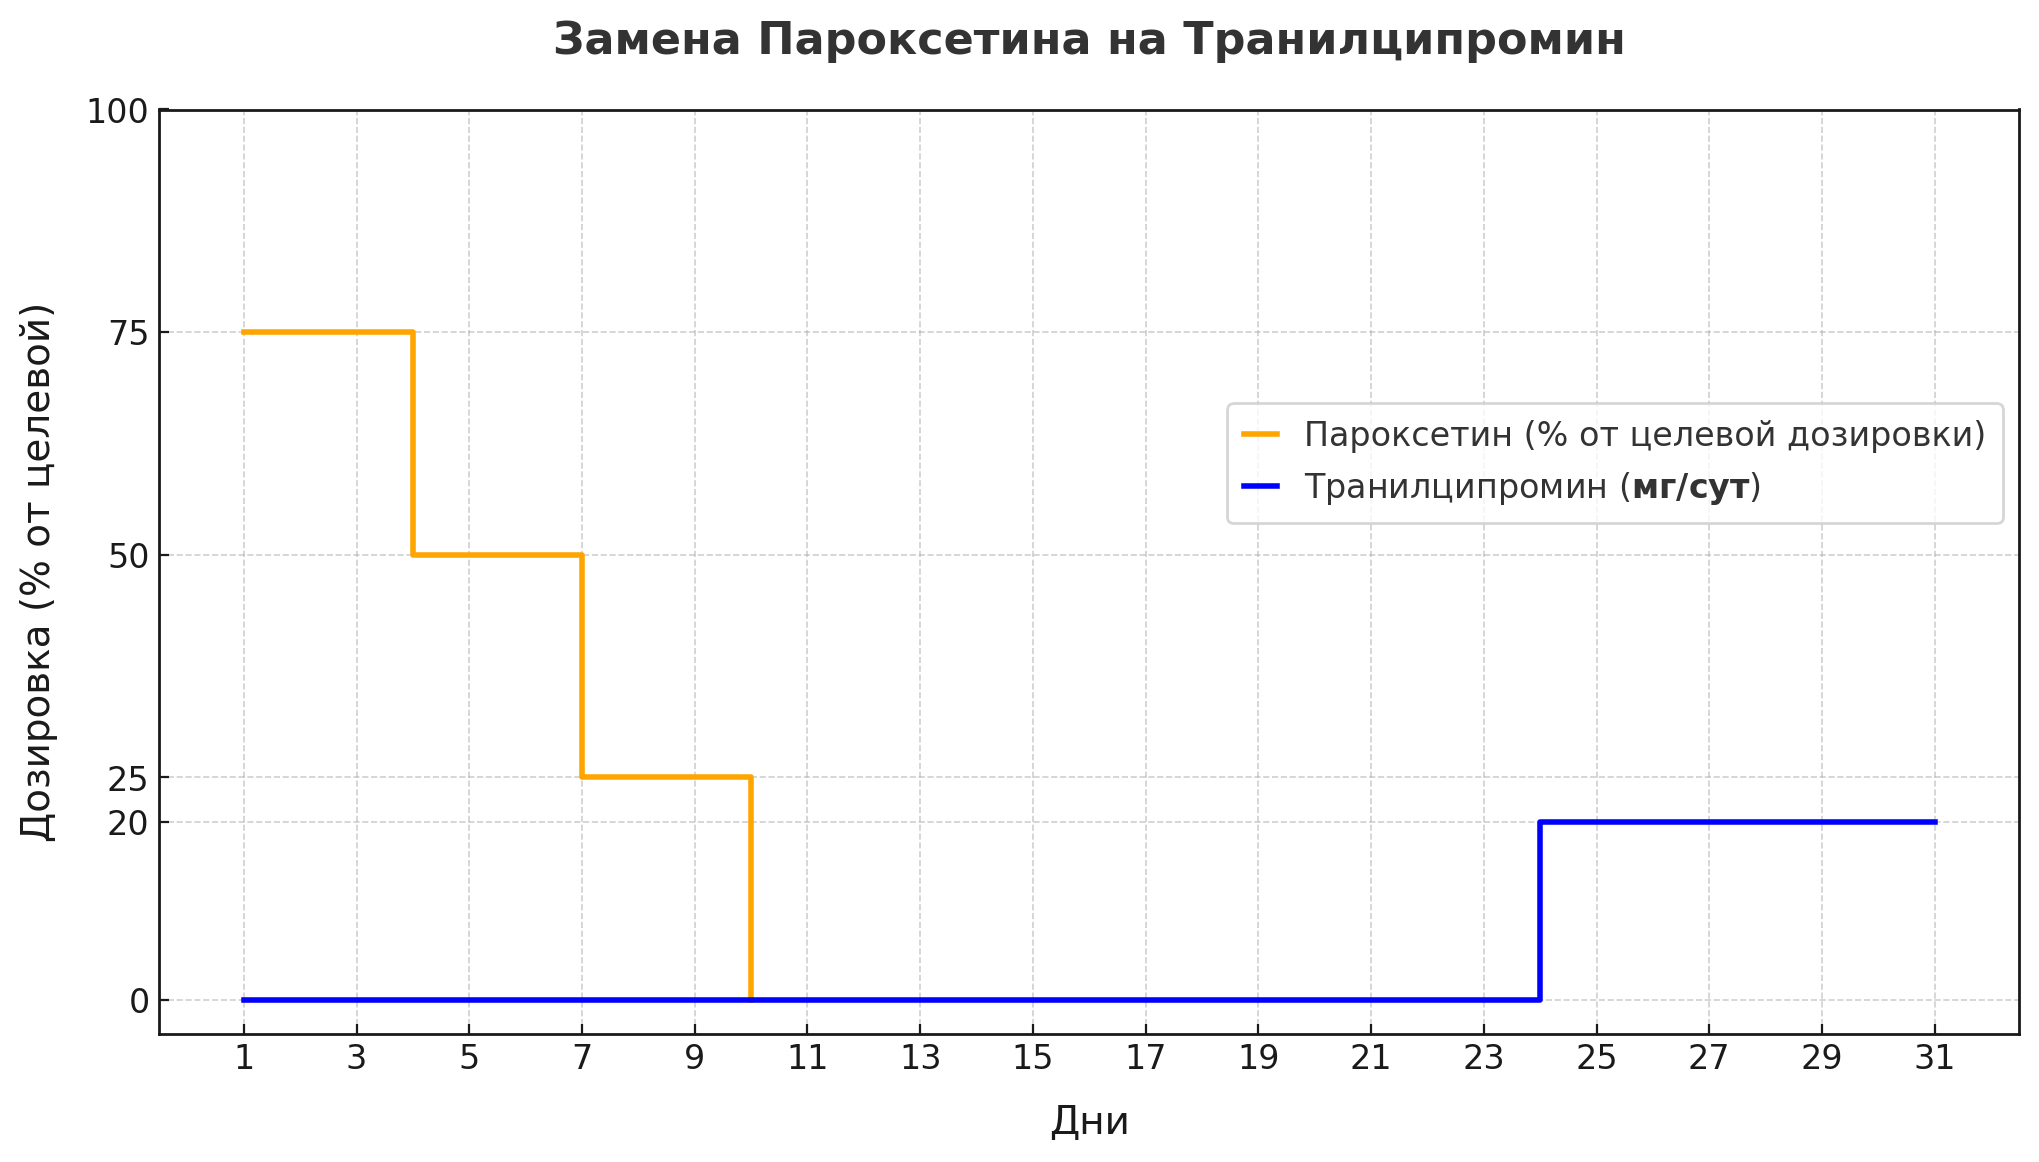 Замена Пароксетина на Транилципромин
Дозировка (% от целевой)
100
75
50
25
20
0
Пароксетин (% от целевой дозировки)
Транилципромин (мг/сут)
1 3 5 7 9 11 13 15 17 19 21 23 25 27 29 31
Дни